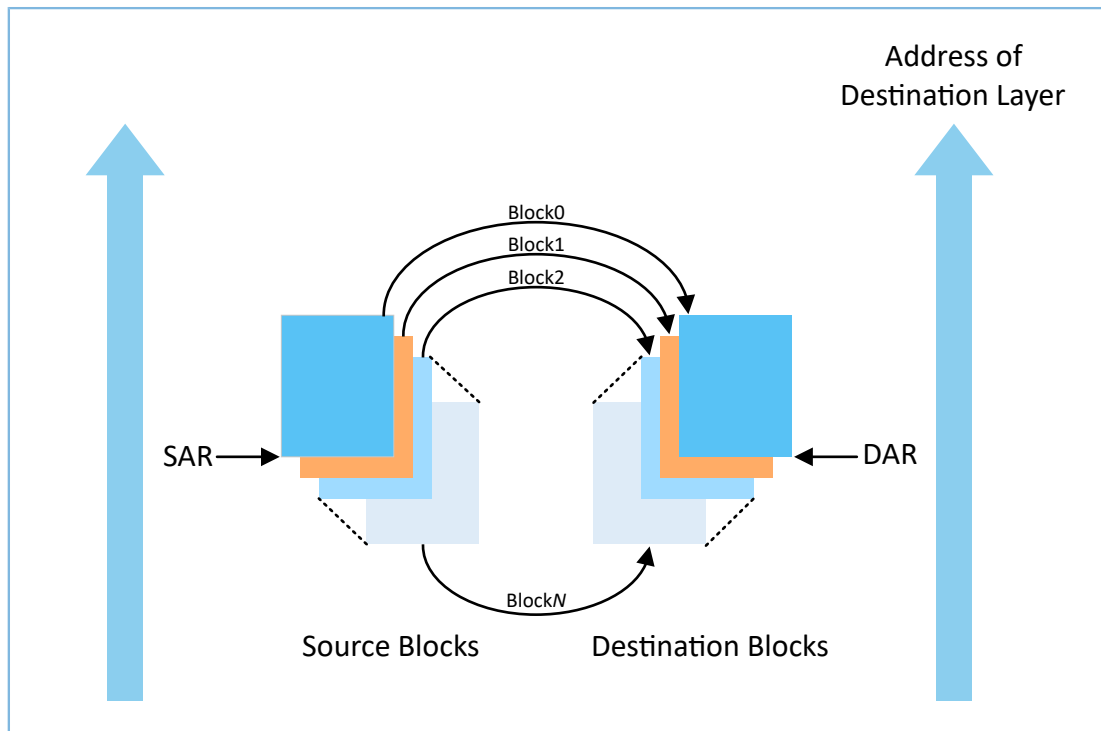 Address of
Destination Layer
Block0
Block1
Block2
SAR
DAR
BlockN
Source Blocks
Destination Blocks